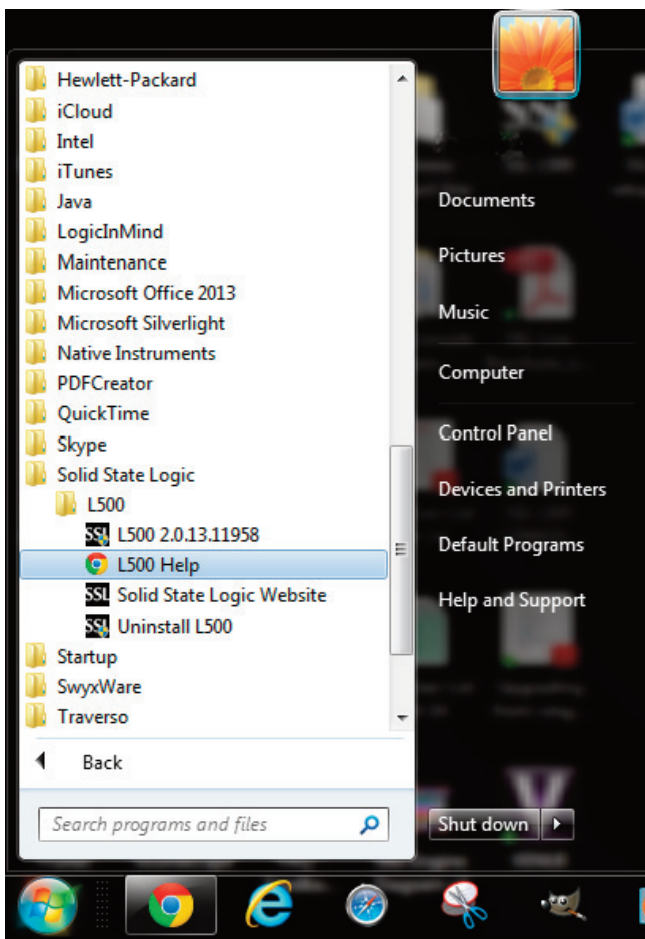 Hewlett-Packard
iCloud
Intel
iTunes
Java
LogicInMind
Maintenance
Microsoft Office 2013
Microsoft Silverlight
Native Instruments
PDFCreator
QuickTime
Skype
Solid State Logic
L500
SSL L500 2.0.13.11958
L500 Help
SSL Solid State Logic Website
SSL Uninstall L500
Startup
SwyxWare
Traverso
Back
Search programs and files
Documents
Pictures
Music
Computer
Control Panel
Devices and Printers
Default Programs
Help and Support
Shut down